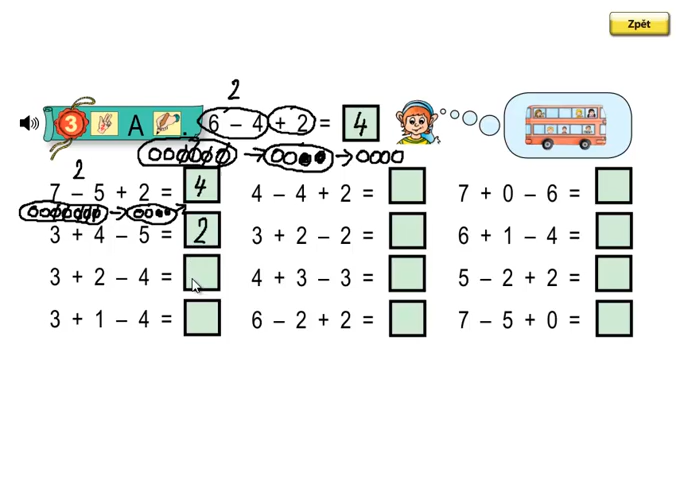 Zpět
2
3 A . 6 – 4 + 2 = 4
2
7 – 5 + 2 = 4 4 – 4 + 2 = 7 + 0 – 6 =
3 + 4 – 5 = 2 3 + 2 – 2 = 6 + 1 – 4 =
3 + 2 – 4 = 4 + 3 – 3 = 5 – 2 + 2 =
3 + 1 – 4 = 6 – 2 + 2 = 7 – 5 + 0 =